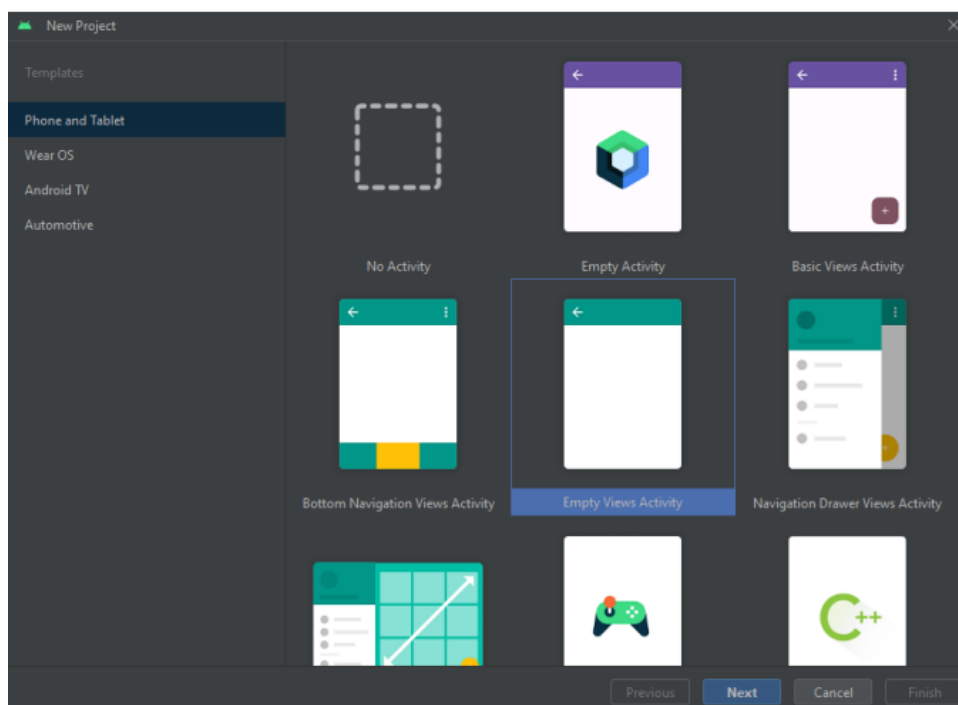 New Project
Templates
Phone and Tablet
Wear OS
Android TV
Automotive
No Activity
Empty Activity
Basic Views Activity
Bottom Navigation Views Activity
Empty Views Activity
Navigation Drawer Views Activity
C++
Previous
Next
Cancel
Finish